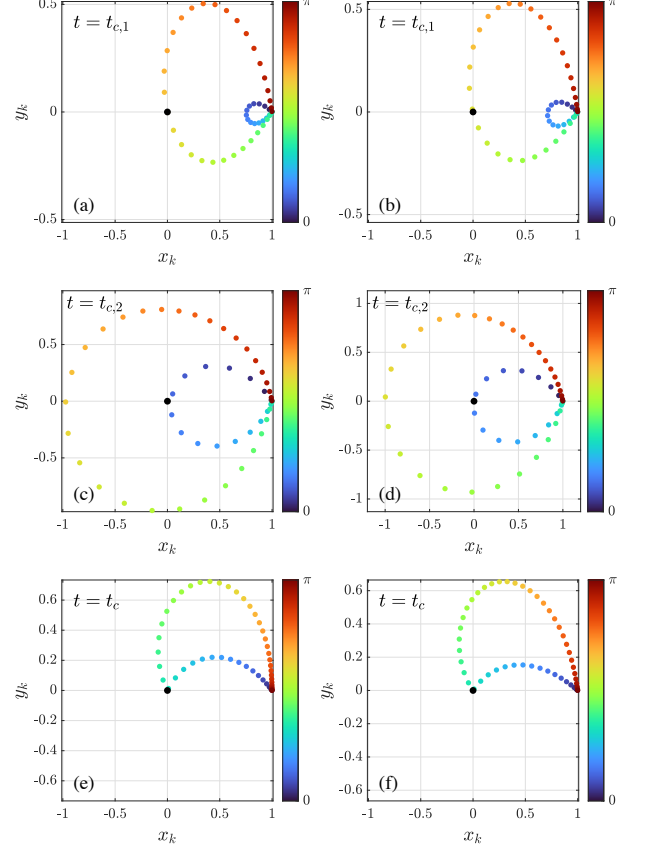 t = t_{c,1}
y_k
0.5
0
-0.5
(a)
-1 -0.5 0 0.5 1
x_k
π
0
t = t_{c,1}
y_k
0.5
0
-0.5
(b)
-1 -0.5 0 0.5 1
x_k
π
0
t = t_{c,2}
y_k
0.5
0
-0.5
(c)
-1 -0.5 0 0.5 1
x_k
π
0
t = t_{c,2}
y_k
1
0.5
0
-0.5
-1
(d)
-1 -0.5 0 0.5 1
x_k
π
0
t = t_c
y_k
0.6
0.4
0.2
0
-0.2
-0.4
-0.6
(e)
-1 -0.5 0 0.5 1
x_k
π
0
t = t_c
y_k
0.6
0.4
0.2
0
-0.2
-0.4
-0.6
(f)
-1 -0.5 0 0.5 1
x_k
π
0